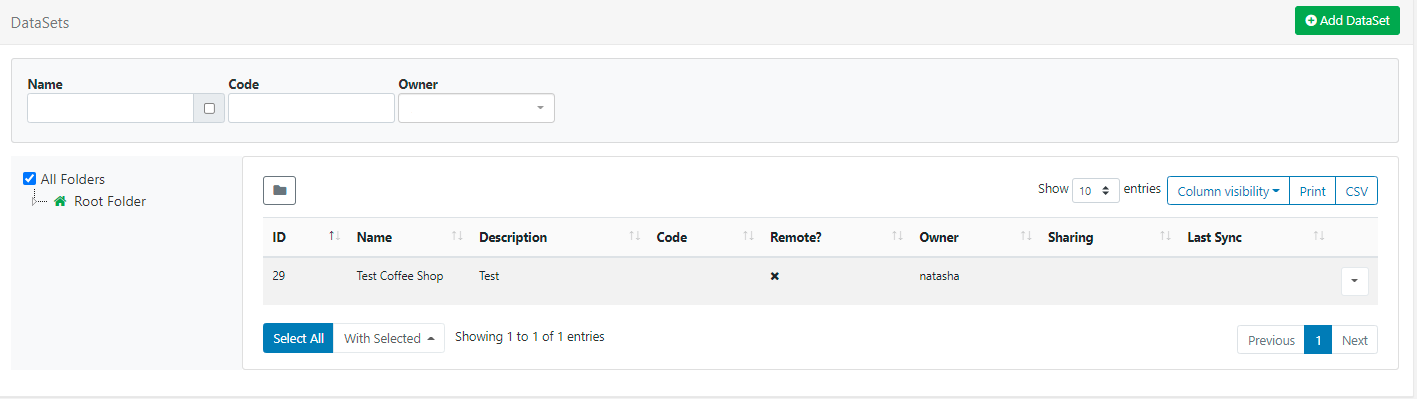 DataSets
Add DataSet
Name Code Owner
All Folders
Root Folder
Show 10 entries Column visibility Print CSV
ID Name Description Code Remote? Owner Sharing Last Sync
29 Test Coffee Shop Test natasha
Select All With Selected Showing 1 to 1 of 1 entries Previous 1 Next